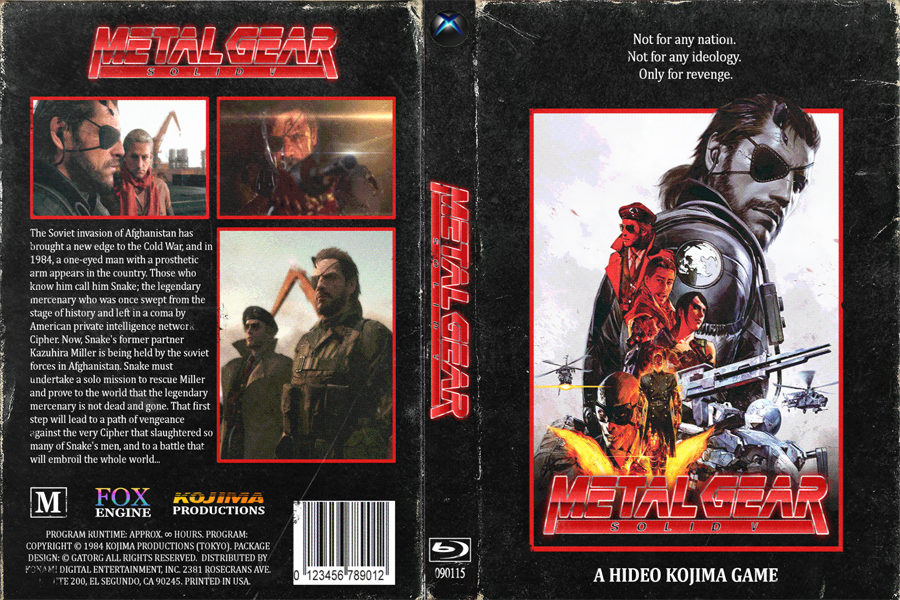 METAL GEAR
SOLID V
The Soviet invasion of Afghanistan has
brought a new edge to the Cold War, and in
1984, a one-eyed man with a prosthetic
arm appears in the country. Those who
know him call him Snake; the legendary
mercenary who was once swept from the
stage of history and left in a coma by
American private intelligence network
Cipher. Now, Snake's former partner
Kazuhira Miller is being held by the soviet
forces in Afghanistan. Snake must
undertake a solo mission to rescue Miller
and prove to the world that the legendary
mercenary is not dead and gone. That first
step will lead to a path of vengeance
against the very Cipher that slaughtered so
many of Snake's men, and to a battle that
will embroil the whole world...
M
FOX
ENGINE
KOJIMA
PRODUCTIONS
PROGRAM RUNTIME: APPROX. ∞ HOURS. PROGRAM:
COPYRIGHT © 1984 KOJIMA PRODUCTIONS (TOKYO). PACKAGE
DESIGN: © GATORG ALL RIGHTS RESERVED. DISTRIBUTED BY
KONAMI DIGITAL ENTERTAINMENT, INC. 2381 ROSECRANS AVE.
200, EL SEGUNDO, CA 90245. PRINTED IN USA.
0 123456 789012
METAL GEAR
SOLID V
090115
Not for any nation.
Not for any ideology.
Only for revenge.
METAL GEAR
SOLID V
A HIDEO KOJIMA GAME